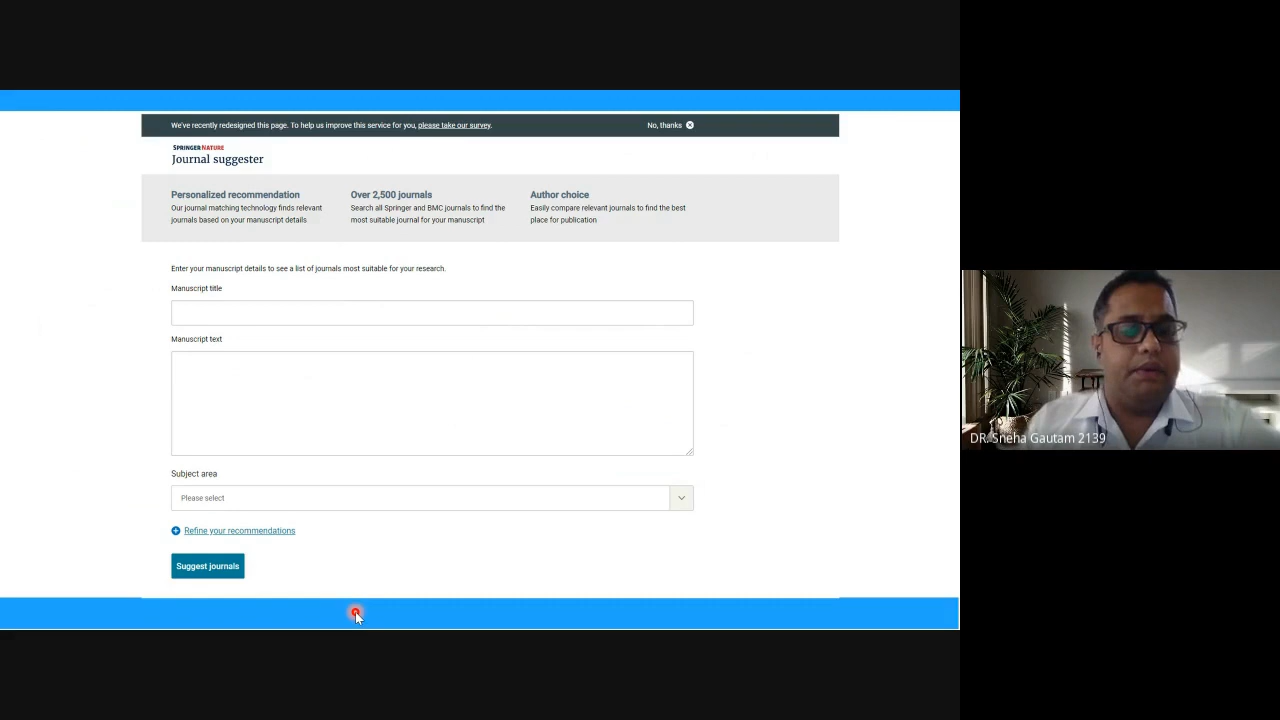 We've recently redesigned this page. To help us improve this service for you, please take our survey.
No, thanks
SPRINGER NATURE
Journal suggester
Personalized recommendation
Our journal matching technology finds relevant
journals based on your manuscript details
Over 2,500 journals
Search all Springer and BMC journals to find the
most suitable journal for your manuscript
Author choice
Easily compare relevant journals to find the best
place for publication
Enter your manuscript details to see a list of journals most suitable for your research.
Manuscript title
Manuscript text
Subject area
Please select
Refine your recommendations
Suggest journals
DR. Sneha Gautam 2139